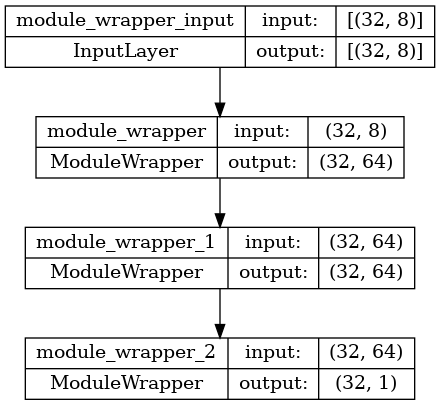 module_wrapper_input input: [(32, 8)]
InputLayer output: [(32, 8)]
module_wrapper input: (32, 8)
ModuleWrapper output: (32, 64)
module_wrapper_1 input: (32, 64)
ModuleWrapper output: (32, 64)
module_wrapper_2 input: (32, 64)
ModuleWrapper output: (32, 1)